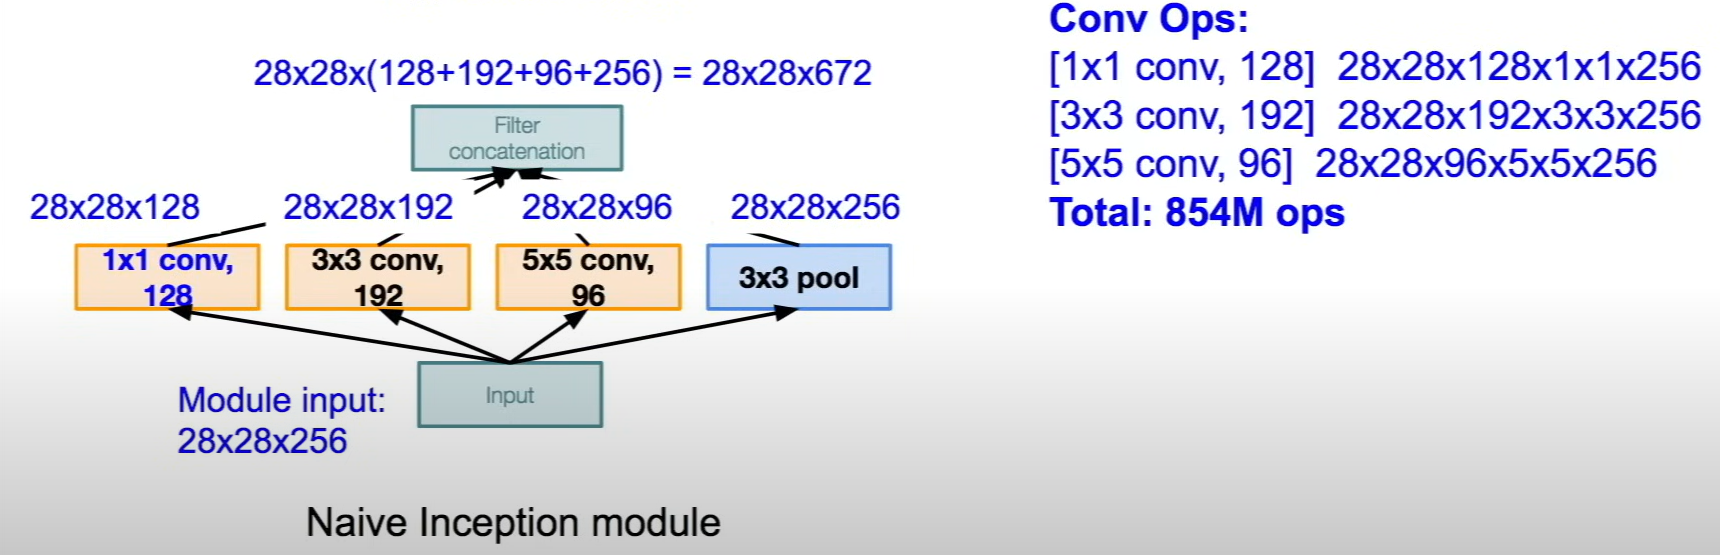 Conv Ops:
[1x1 conv, 128] 28x28x128x1x1x256
[3x3 conv, 192] 28x28x192x3x3x256
[5x5 conv, 96] 28x28x96x5x5x256
Total: 854M ops
28x28x(128+192+96+256) = 28x28x672
Filter
concatenation
28x28x128
28x28x192
28x28x96
28x28x256
1x1 conv,
128
3x3 conv,
192
5x5 conv,
96
3x3 pool
Input
Module input:
28x28x256
Naive Inception module